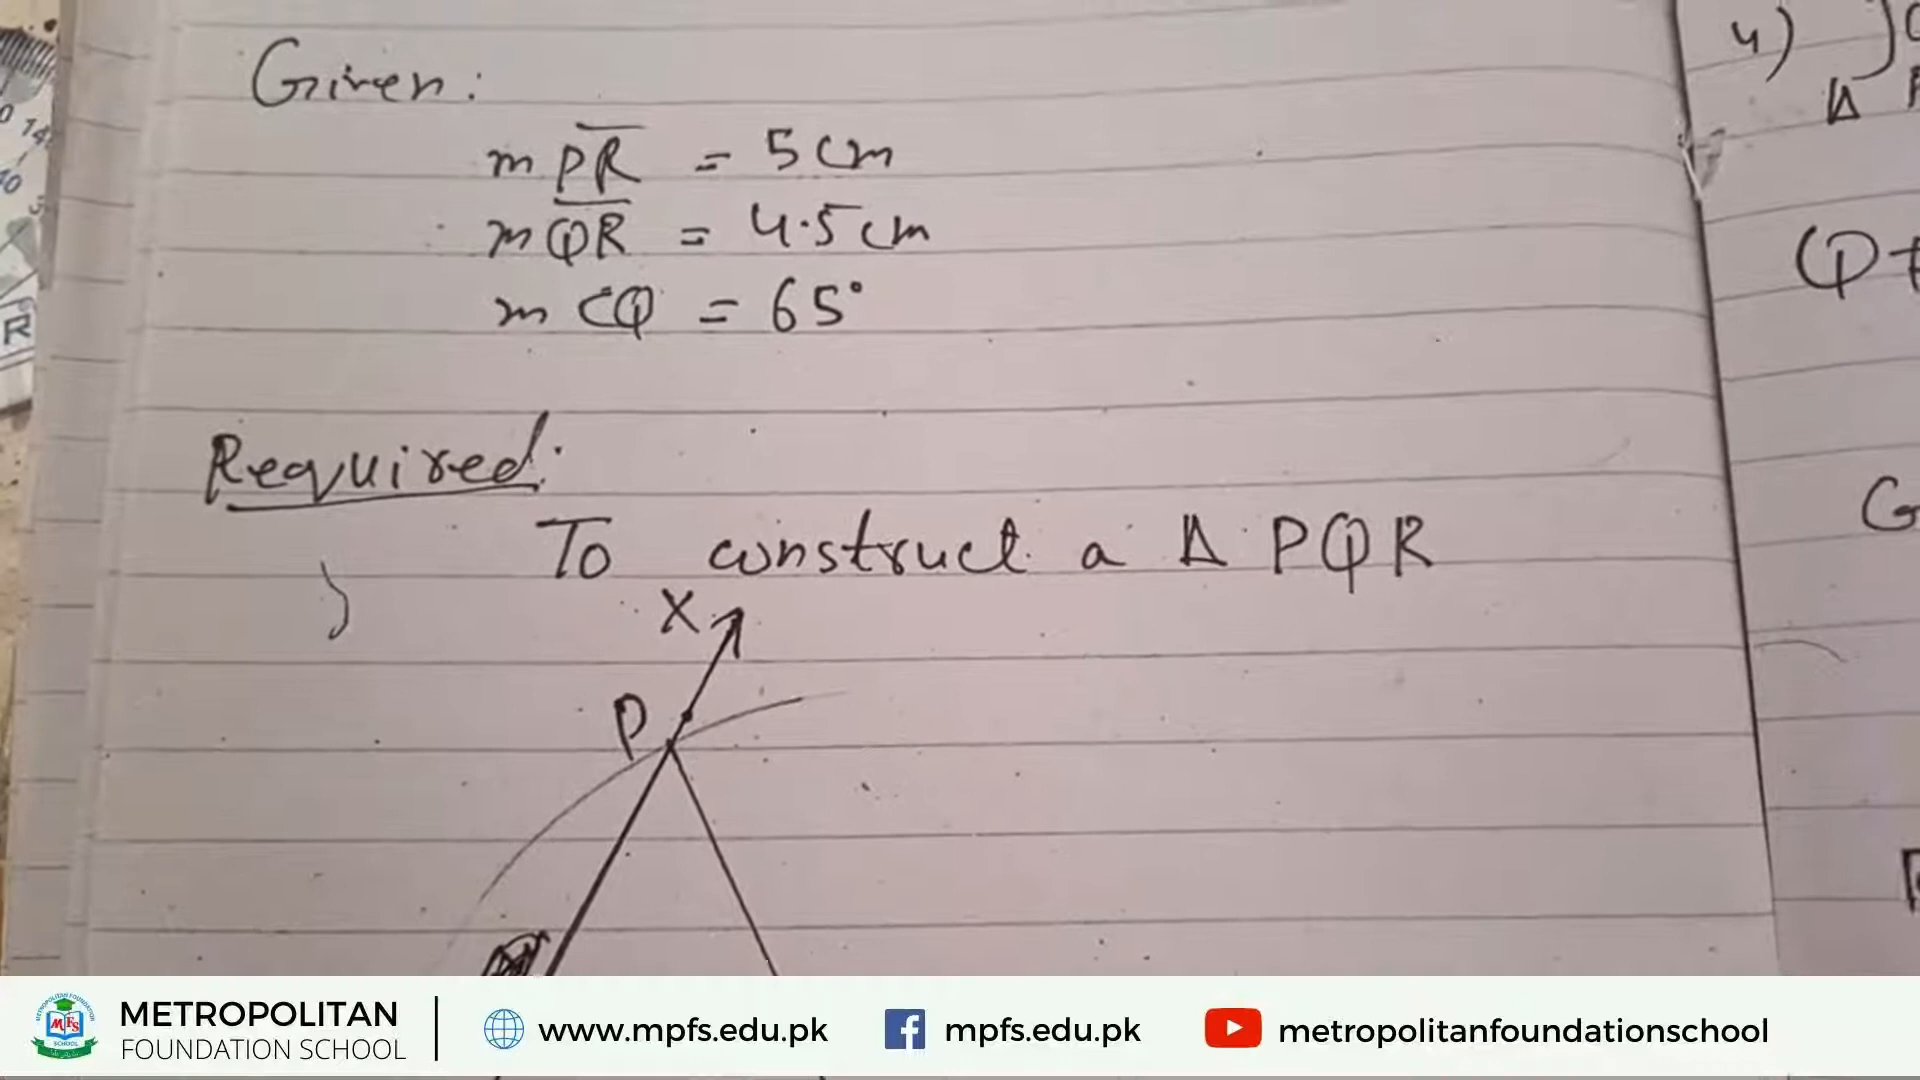 Given:
m PR = 5cm
m QR = 4.5cm
m <Q = 65°
Required:
To construct a Δ PQR
X
P
4)
Δ
Q
G
R
METROPOLITAN
FOUNDATION SCHOOL
www.mpfs.edu.pk
mpfs.edu.pk
metropolitanfoundationschool
MFS